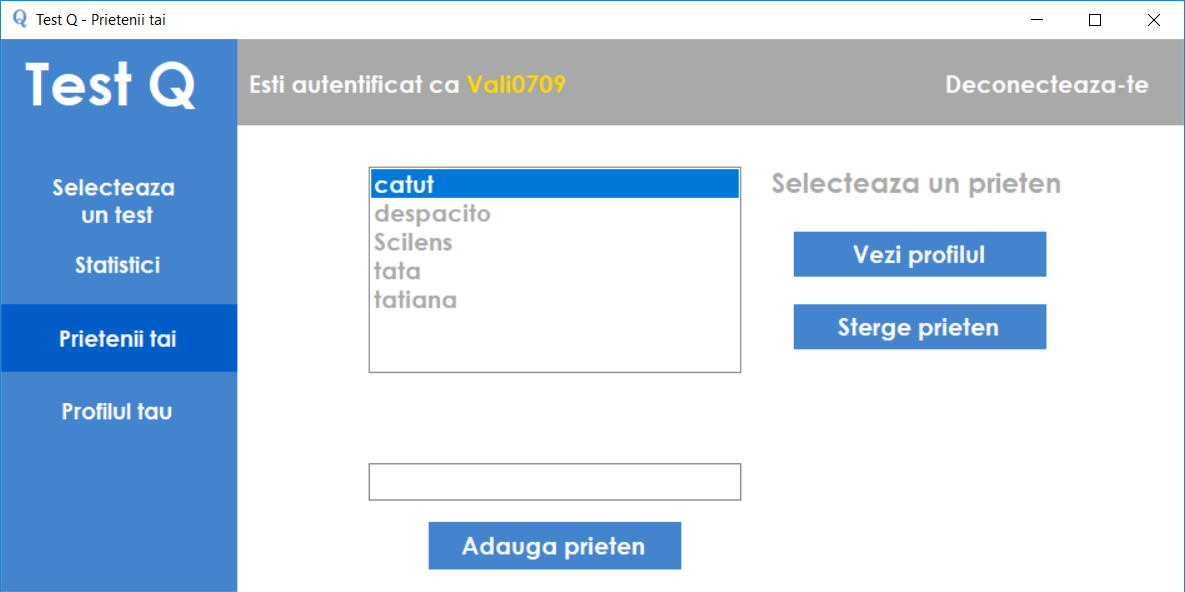 Q Test Q - Prietenii tai
Test Q
Esti autentificat ca Vali0709
Deconecteaza-te
Selecteaza
un test
Statistici
Prietenii tai
Profilul tau
catut
despacito
Scilens
tata
tatiana
Selecteaza un prieten
Vezi profilul
Sterge prieten
Adauga prieten